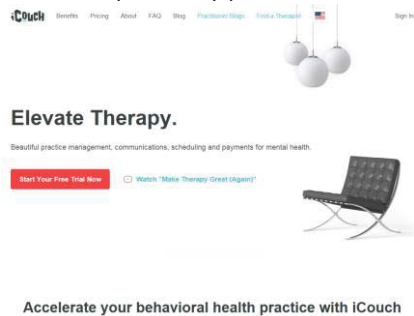 iCouch Benefits Pricing About FAQ Blog Practitioner Blogs Find a Therapist Sign In
Elevate Therapy.
Beautiful practice management, communications, scheduling and payments for mental health.
Start Your Free Trial Now Watch "Make Therapy Great (Again)"
Accelerate your behavioral health practice with iCouch